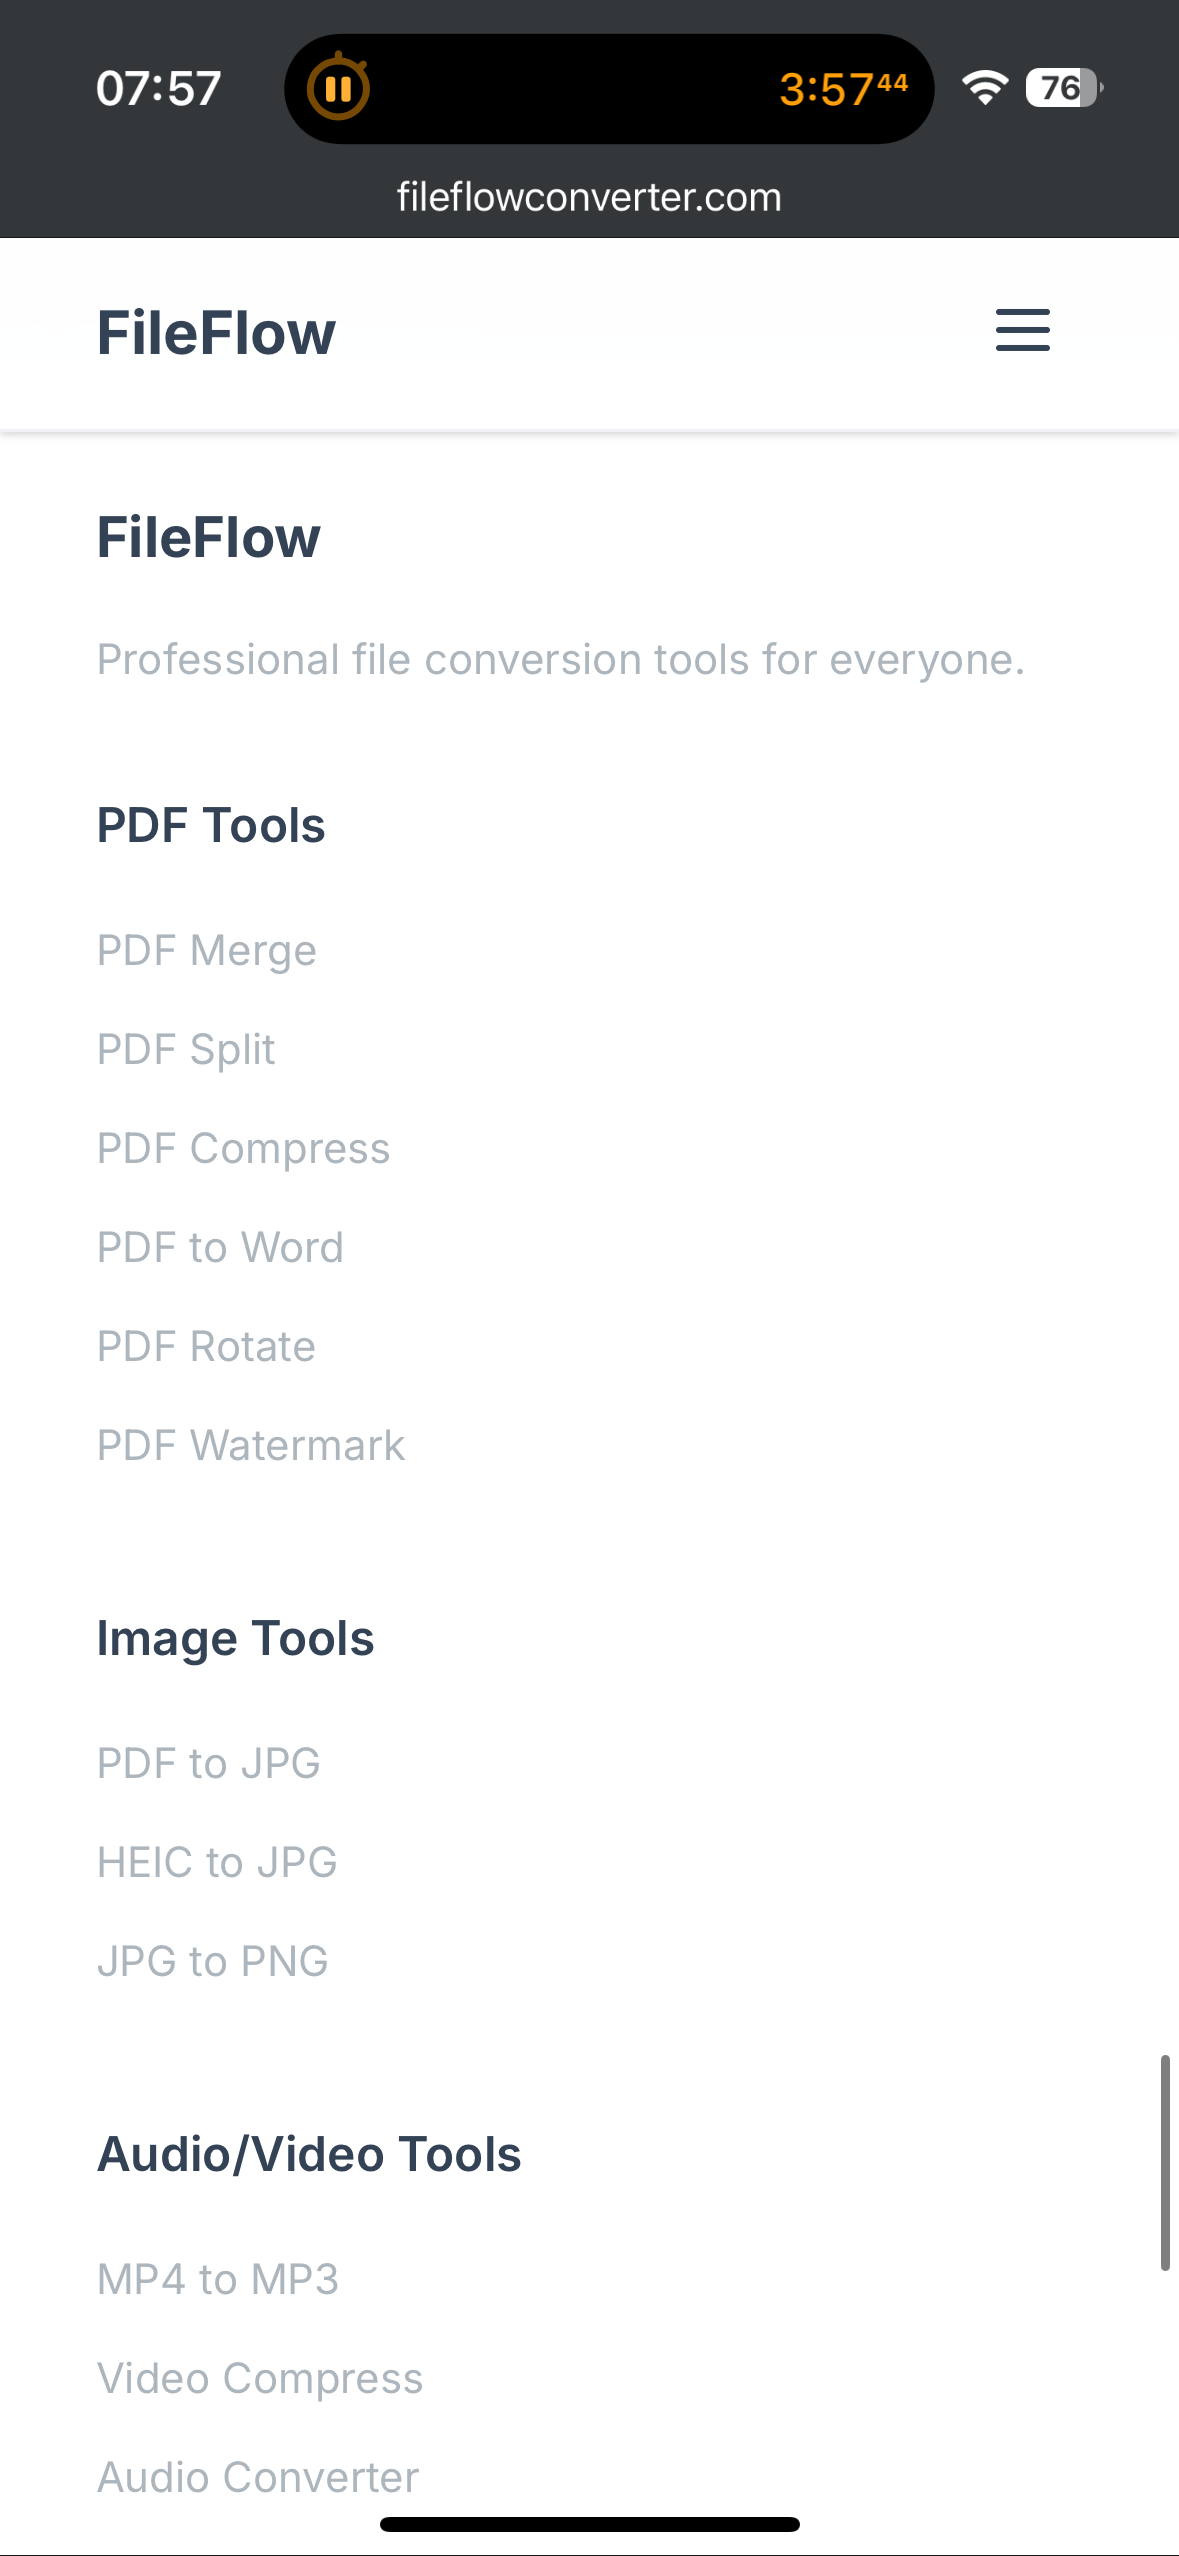 07:57
3:57 44
76
fileflowconverter.com
FileFlow
FileFlow
Professional file conversion tools for everyone.
PDF Tools
PDF Merge
PDF Split
PDF Compress
PDF to Word
PDF Rotate
PDF Watermark
Image Tools
PDF to JPG
HEIC to JPG
JPG to PNG
Audio/Video Tools
MP4 to MP3
Video Compress
Audio Converter